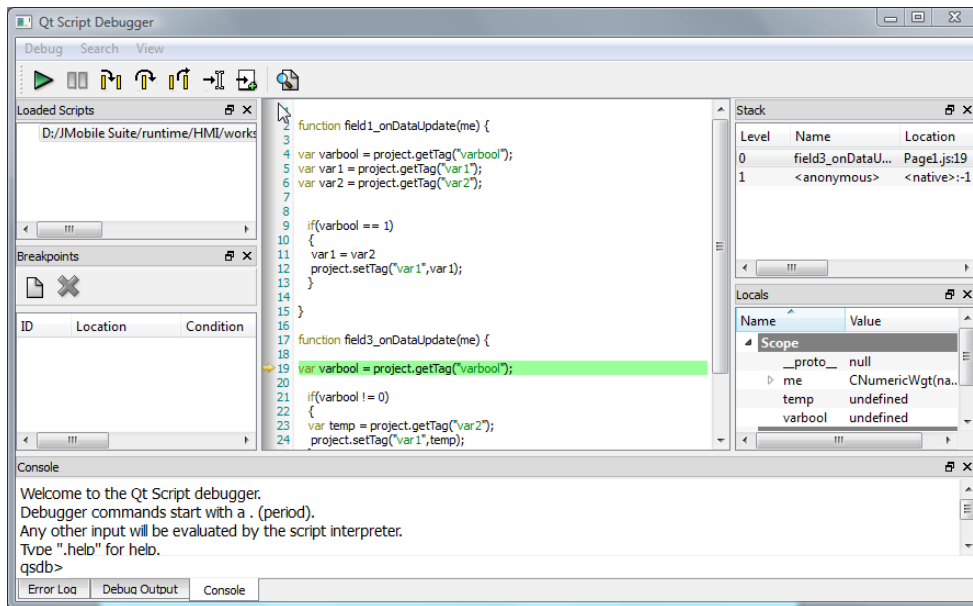 Qt Script Debugger
Debug Search View
Loaded Scripts
D:/JMobile Suite/runtime/HMI/works
Breakpoints
ID Location Condition
1
2 function field1_onDataUpdate(me) {
3
4 var varbool = project.getTag("varbool");
5 var var1 = project.getTag("var1");
6 var var2 = project.getTag("var2");
7
8
9 if(varbool == 1)
10 {
11 var1 = var2
12 project.setTag("var1",var1);
13 }
14
15 }
16
17 function field3_onDataUpdate(me) {
18
19 var varbool = project.getTag("varbool");
20
21 if(varbool != 0)
22 {
23 var temp = project.getTag("var2");
24 project.setTag("var1",temp);
Stack
Level Name Location
0 field3_onDataU... Page1.js:19
1 <anonymous> <native>:-1
Locals
Name Value
Scope
__proto__ null
me CNumericWgt(na...
temp undefined
varbool undefined
Console
Welcome to the Qt Script debugger.
Debugger commands start with a . (period).
Any other input will be evaluated by the script interpreter.
Type ".help" for help.
qsdb>
Error Log Debug Output Console